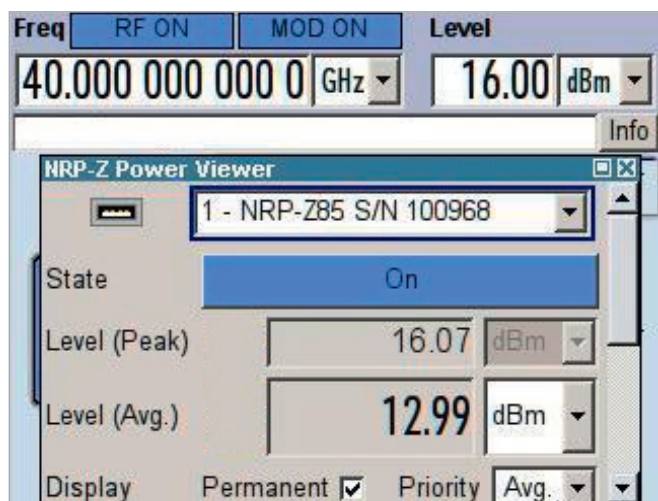 Freq RF ON MOD ON Level
40.000 000 000 0 GHz 16.00 dBm
Info
NRP-Z Power Viewer
1 - NRP-Z85 S/N 100968
State On
Level (Peak) 16.07 dBm
Level (Avg.) 12.99 dBm
Display Permanent Priority Avg.